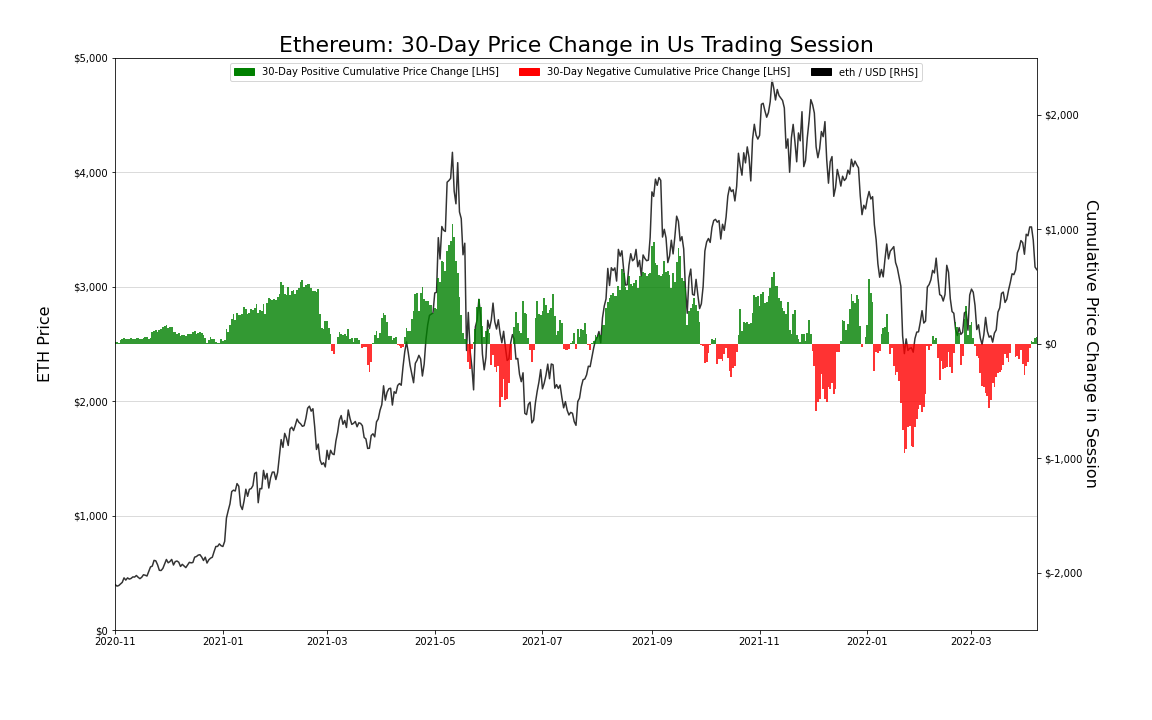 Ethereum: 30-Day Price Change in Us Trading Session
30-Day Positive Cumulative Price Change [LHS] 30-Day Negative Cumulative Price Change [LHS] eth / USD [RHS]
ETH Price
$5,000
$4,000
$3,000
$2,000
$1,000
$0
$2,000
$1,000
$0
$-1,000
$-2,000
Cumulative Price Change in Session
2020-11 2021-01 2021-03 2021-05 2021-07 2021-09 2021-11 2022-01 2022-03